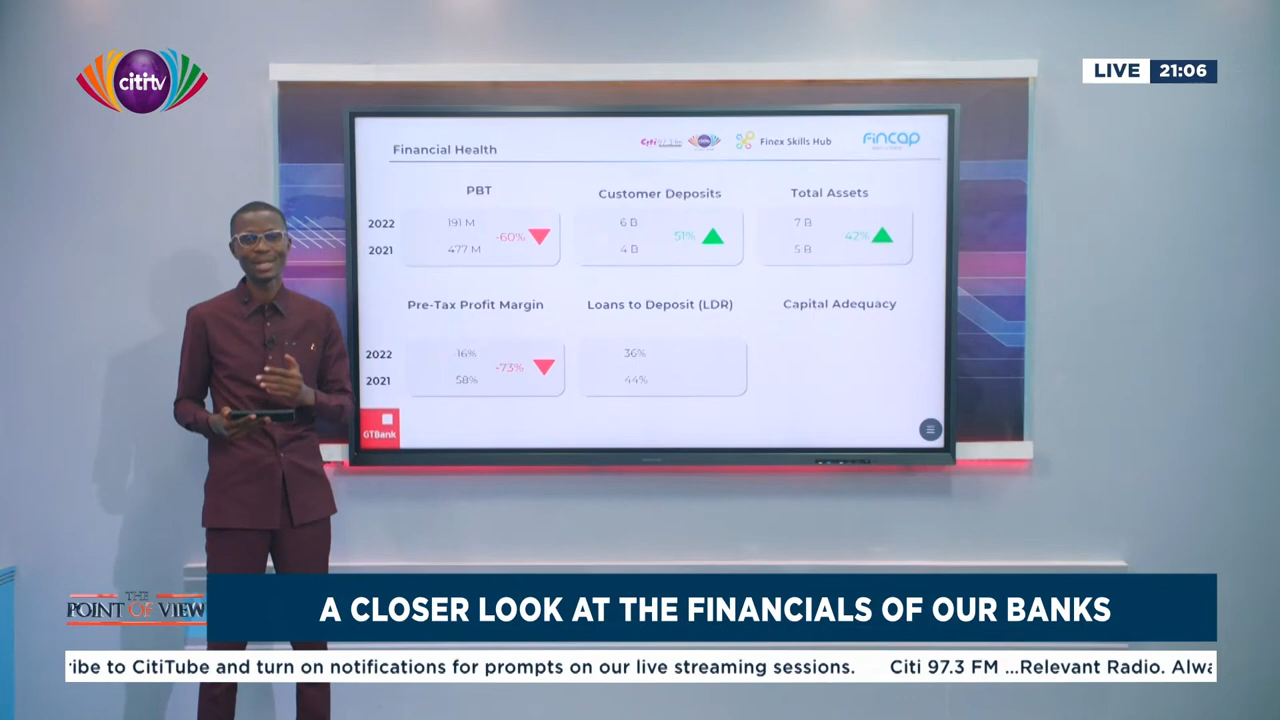 cititv
LIVE 21:06
Financial Health
Citi 97.3 fm
Finex Skills Hub
Fincap
PBT
2022 191 M
-60%
2021 477 M
Customer Deposits
6 B
51%
4 B
Total Assets
7 B
42%
5 B
Pre-Tax Profit Margin
2022 16%
-73%
2021 58%
Loans to Deposit (LDR)
36%
44%
Capital Adequacy
GTBank
THE
POINT OF VIEW
A CLOSER LOOK AT THE FINANCIALS OF OUR BANKS
ibe to CitiTube and turn on notifications for prompts on our live streaming sessions. Citi 97.3 FM ...Relevant Radio. Alwa